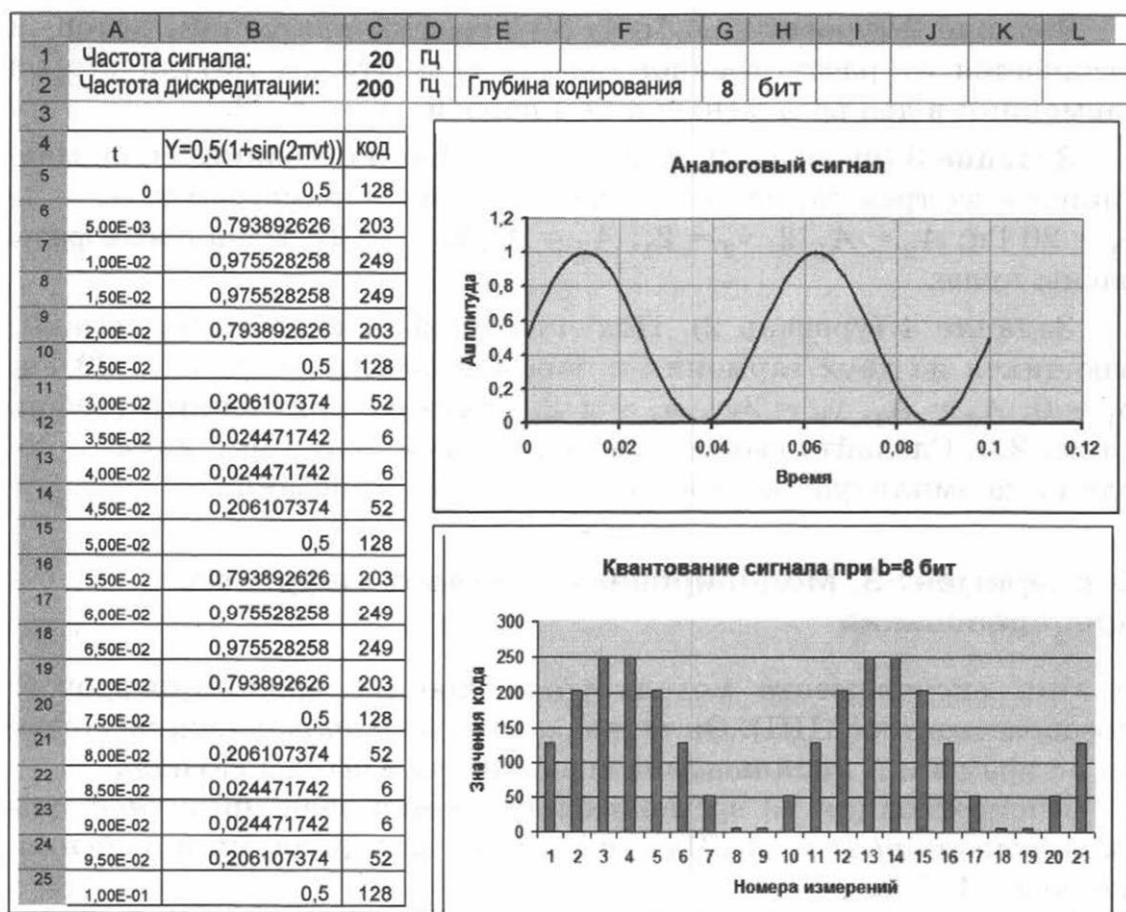 A B C D E F G H I J K L
1 Частота сигнала: 20 ГЦ
2 Частота дискредитации: 200 ГЦ Глубина кодирования 8 бит
3
4 t Y=0,5(1+sin(2πνt)) код
5 0 0,5 128
6 5,00E-03 0,793892626 203
7 1,00E-02 0,975528258 249
8 1,50E-02 0,975528258 249
9 2,00E-02 0,793892626 203
10 2,50E-02 0,5 128
11 3,00E-02 0,206107374 52
12 3,50E-02 0,024471742 6
13 4,00E-02 0,024471742 6
14 4,50E-02 0,206107374 52
15 5,00E-02 0,5 128
16 5,50E-02 0,793892626 203
17 6,00E-02 0,975528258 249
18 6,50E-02 0,975528258 249
19 7,00E-02 0,793892626 203
20 7,50E-02 0,5 128
21 8,00E-02 0,206107374 52
22 8,50E-02 0,024471742 6
23 9,00E-02 0,024471742 6
24 9,50E-02 0,206107374 52
25 1,00E-01 0,5 128
Аналоговый сигнал
Амплитуда
1,2
1
0,8
0,6
0,4
0,2
0
0 0,02 0,04 0,06 0,08 0,1 0,12
Время
Квантование сигнала при b=8 бит
Значения кода
300
250
200
150
100
50
0
1 2 3 4 5 6 7 8 9 10 11 12 13 14 15 16 17 18 19 20 21
Номера измерений